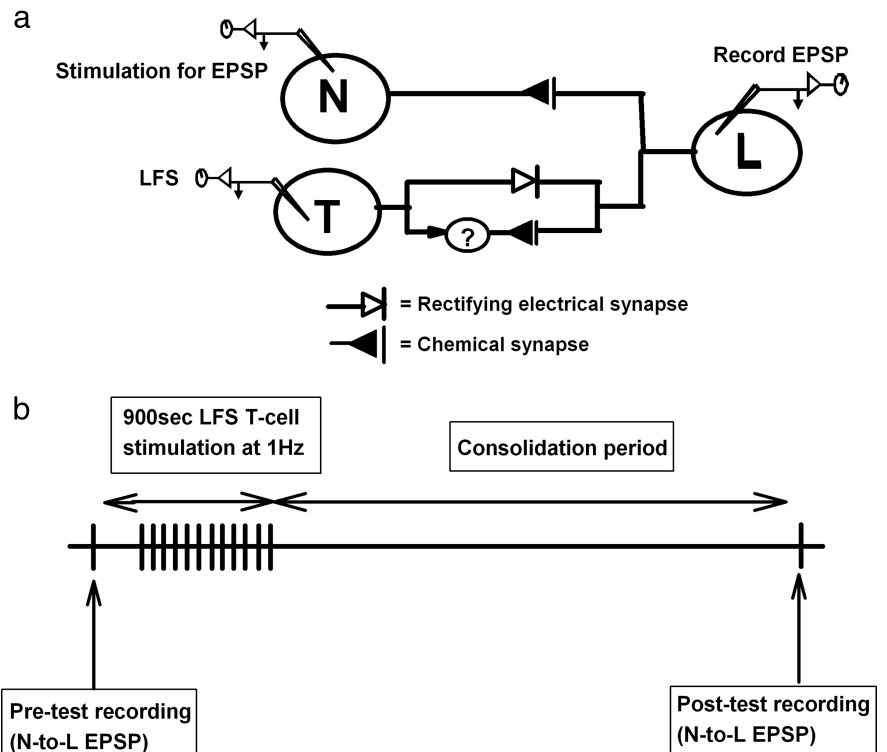 a
Stimulation for EPSP
N
Record EPSP
L
LFS
T
?
= Rectifying electrical synapse
= Chemical synapse
b
900sec LFS T-cell
stimulation at 1Hz
Consolidation period
Pre-test recording
(N-to-L EPSP)
Post-test recording
(N-to-L EPSP)